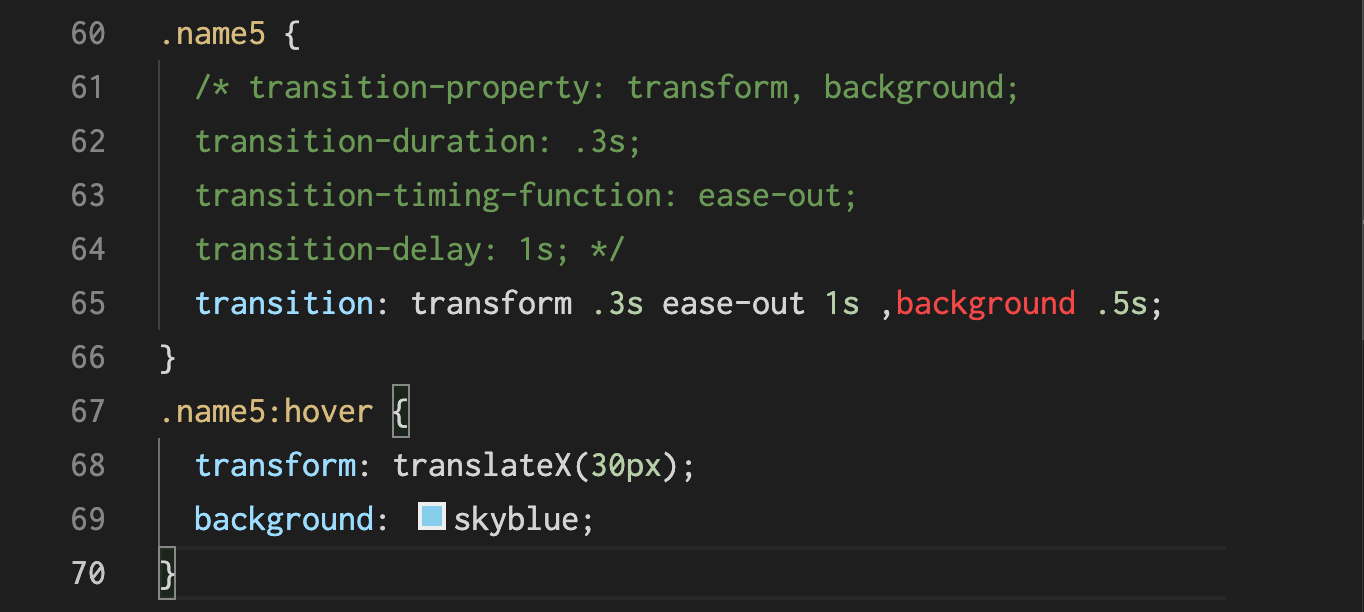 60 .name5 {
61 /* transition-property: transform, background;
62 transition-duration: .3s;
63 transition-timing-function: ease-out;
64 transition-delay: 1s; */
65 transition: transform .3s ease-out 1s ,background .5s;
66 }
67 .name5:hover {
68 transform: translateX(30px);
69 background: skyblue;
70 }